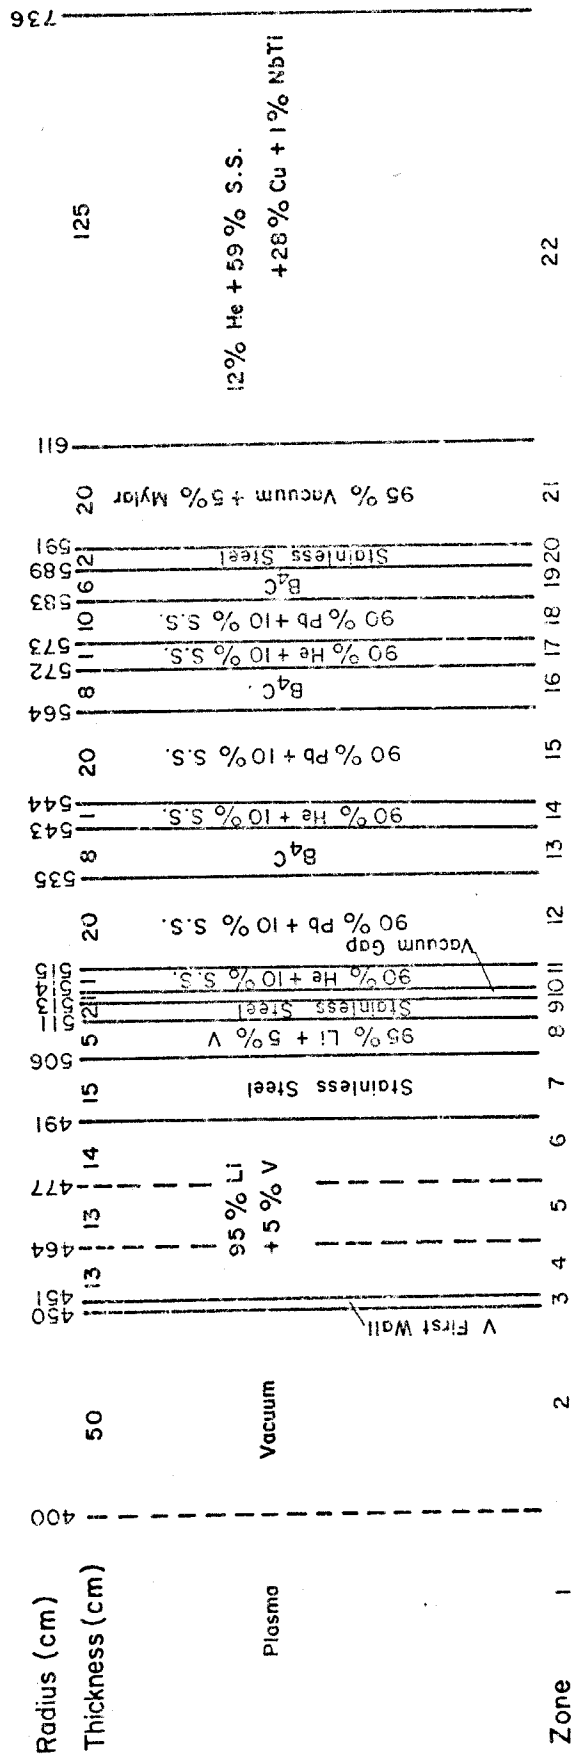 Radius (cm) 400 450 451 464 477 491 506 511 513 514 515 535 543 544 564 572 573 583 589 591 611 736
Thickness (cm) 50 13 13 14 15 5 2 1 1 20 8 1 20 8 1 10 6 2 20 125
Plasma
Vacuum
V First Wall
95 % Li
+ 5 % V
Stainless Steel
95 % Li + 5 % V
Stainless Steel
Vacuum Gap
90 % He + 10 % S.S.
90 % Pb + 10 % S.S.
B₄C
90 % He + 10 % S.S.
90 % Pb + 10 % S.S.
B₄C
90 % He + 10 % S.S.
90 % Pb + 10 % S.S.
B₄C
Stainless Steel
95 % Vacuum + 5 % Mylar
12% He + 59 % S.S.
+28 % Cu + 1 % NbTi
Zone 1 2 3 4 5 6 7 8 9 10 11 12 13 14 15 16 17 18 19 20 21 22